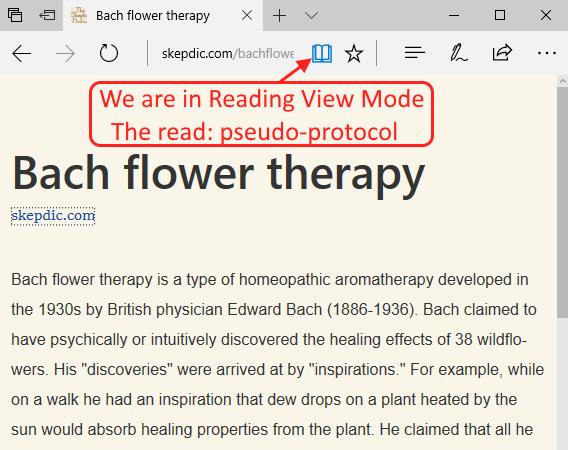 Bach flower therapy
skepdic.com/bachflowe
We are in Reading View Mode
The read: pseudo-protocol
Bach flower therapy
skepdic.com
Bach flower therapy is a type of homeopathic aromatherapy developed in
the 1930s by British physician Edward Bach (1886-1936). Bach claimed to
have psychically or intuitively discovered the healing effects of 38 wildflo-
wers. His "discoveries" were arrived at by "inspirations." For example, while
on a walk he had an inspiration that dew drops on a plant heated by the
sun would absorb healing properties from the plant. He claimed that all he